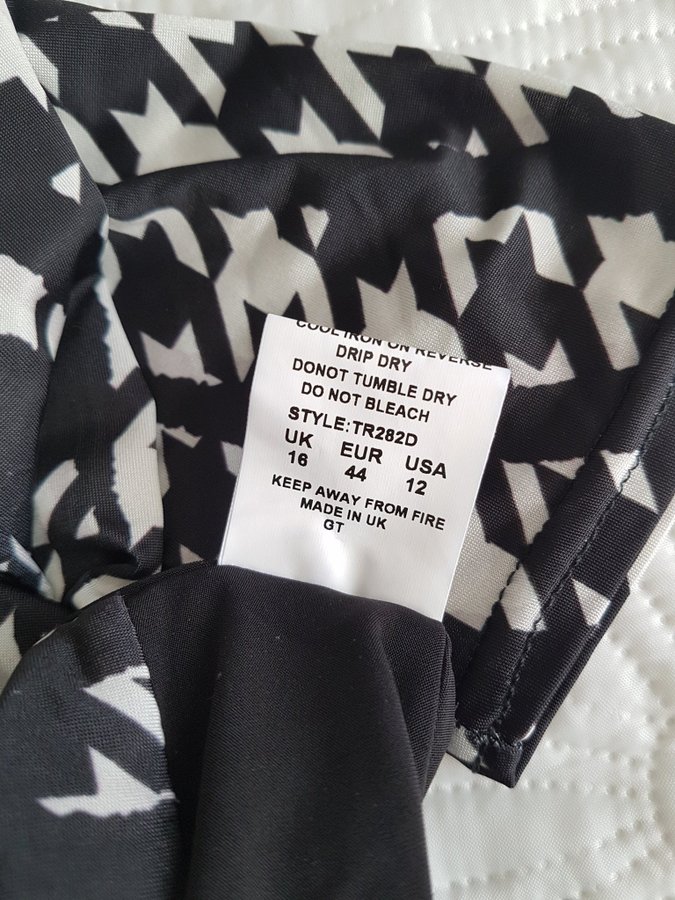 COOL IRON ON REVERSE
DRIP DRY
DONOT TUMBLE DRY
DO NOT BLEACH
STYLE:TR282D
UK EUR USA
16 44 12
KEEP AWAY FROM FIRE
MADE IN UK
GT